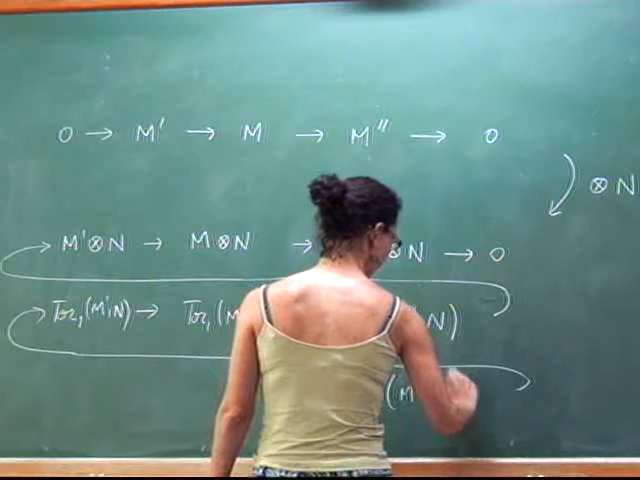 0 → M' → M → M'' → 0
⊗ N
M'⊗N → M⊗N → ⊗N → 0
Tor₁(M',N) → Tor₁(M N)
(M